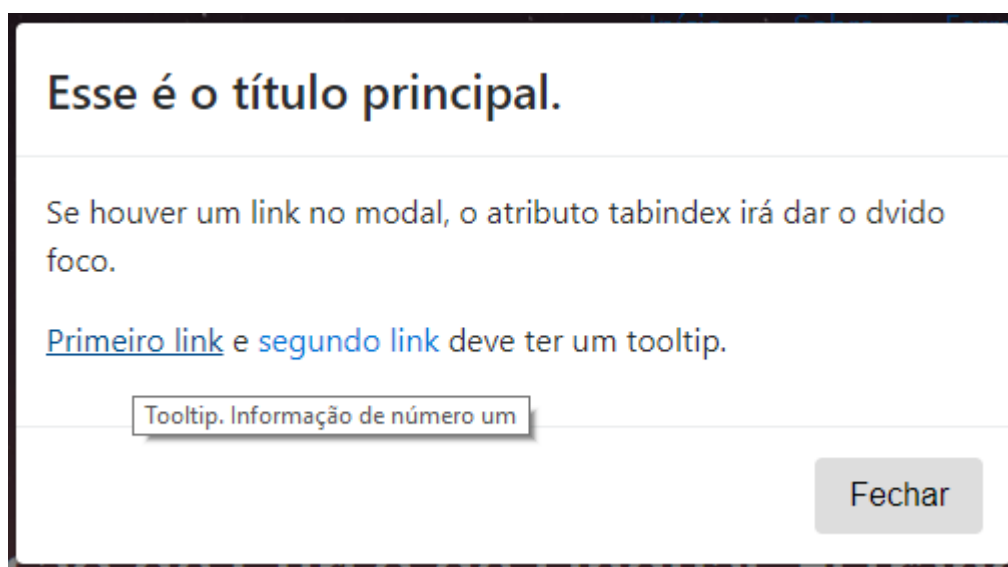 Esse é o título principal.
Se houver um link no modal, o atributo tabindex irá dar o dvido
foco.
Primeiro link e segundo link deve ter um tooltip.
Tooltip. Informação de número um
Fechar